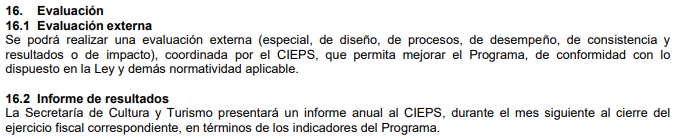 16. Evaluación
16.1 Evaluación externa
Se podrá realizar una evaluación externa (especial, de diseño, de procesos, de desempeño, de consistencia y
resultados o de impacto), coordinada por el CIEPS, que permita mejorar el Programa, de conformidad con lo
dispuesto en la Ley y demás normatividad aplicable.
16.2 Informe de resultados
La Secretaría de Cultura y Turismo presentará un informe anual al CIEPS, durante el mes siguiente al cierre del
ejercicio fiscal correspondiente, en términos de los indicadores del Programa.